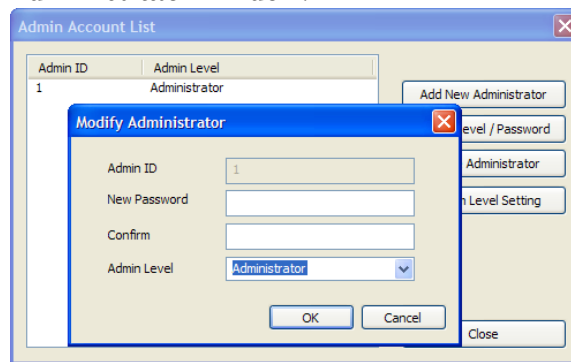 Admin Account List
Admin ID Admin Level
1 Administrator
Add New Administrator
evel / Password
Administrator
Level Setting
Modify Administrator
Admin ID 1
New Password
Confirm
Admin Level Administrator
OK Cancel
Close